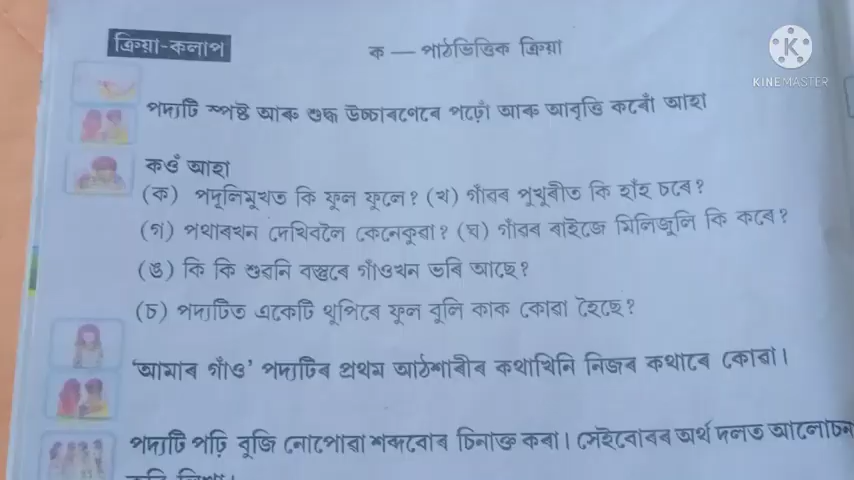 ক্রিয়া-কলাপ
ক — পাঠভিত্তিক ক্রিয়া
K
KINEMASTER
পদ্যটি স্পষ্ট আৰু শুদ্ধ উচ্চাৰণেৰে পঢ়োঁ আৰু আবৃত্তি কৰোঁ আহা
কওঁ আহা
(ক) পদূলিমুখত কি ফুল ফুলে? (খ) গাঁৱৰ পুখুৰীত কি হাঁহ চৰে?
(গ) পথাৰখন দেখিবলৈ কেনেকুৱা? (ঘ) গাঁৱৰ ৰাইজে মিলিজুলি কি কৰে?
(ঙ) কি কি শুৱনি বস্তুৰে গাঁওখন ভৰি আছে?
(চ) পদ্যটিত একেটি থুপিৰে ফুল বুলি কাক কোৱা হৈছে?
‘আমাৰ গাঁও’ পদ্যটিৰ প্ৰথম আঠশাৰীৰ কথাখিনি নিজৰ কথাৰে কোৱা।
পদ্যটি পঢ়ি বুজি নোপোৱা শব্দবোৰ চিনাক্ত কৰা। সেইবোৰৰ অৰ্থ দলত আলোচনা